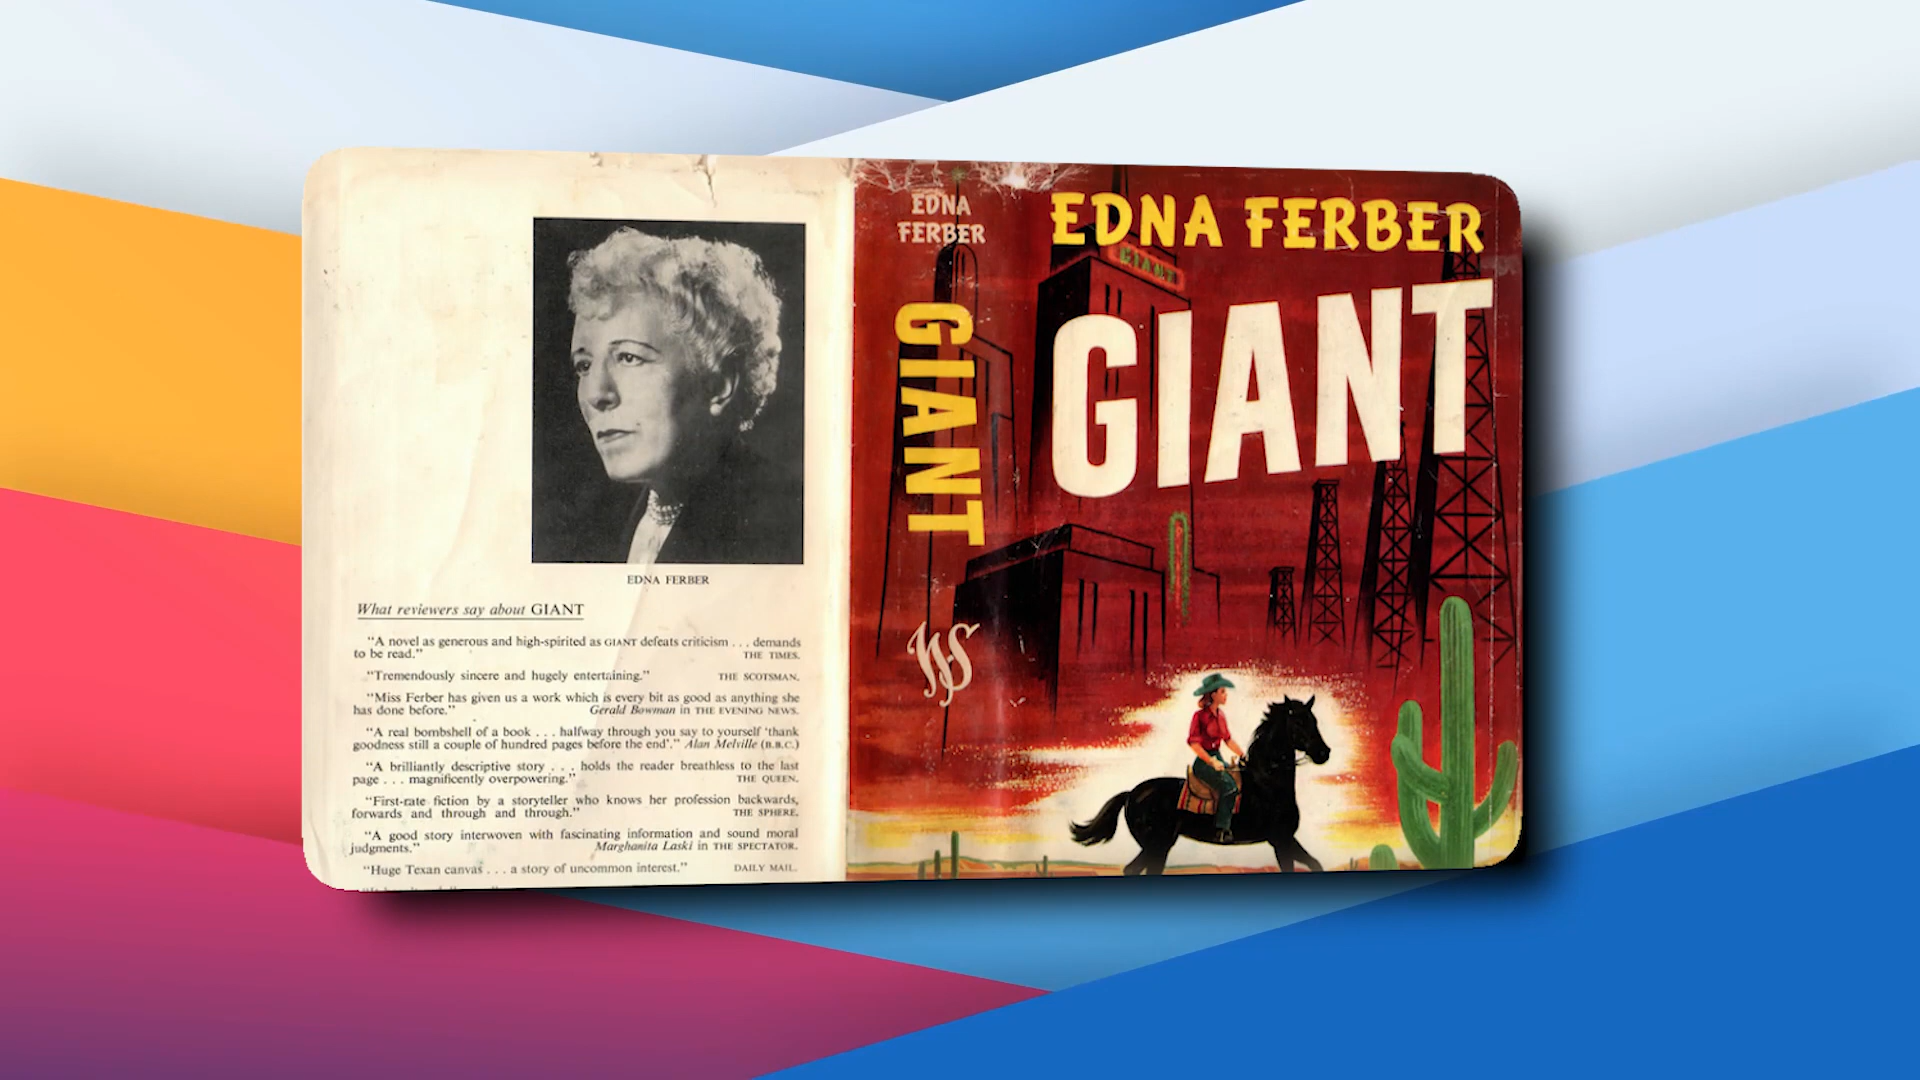 EDNA FERBER
What reviewers say about GIANT
"A novel as generous and high-spirited as GIANT defeats criticism . . . demands
to be read." THE TIMES.
"Tremendously sincere and hugely entertaining." THE SCOTSMAN.
"Miss Ferber has given us a work which is every bit as good as anything she
has done before." Gerald Bowman in THE EVENING NEWS.
"A real bombshell of a book . . . halfway through you say to yourself 'thank
goodness still a couple of hundred pages before the end'." Alan Melville (B.B.C.)
"A brilliantly descriptive story . . . holds the reader breathless to the last
page . . . magnificently overpowering." THE QUEEN.
"First-rate fiction by a storyteller who knows her profession backwards,
forwards and through and through." THE SPHERE.
"A good story interwoven with fascinating information and sound moral
judgments." Marghanita Laski in THE SPECTATOR.
"Huge Texan canvas . . . a story of uncommon interest." DAILY MAIL.
EDNA
FERBER
GIANT
EDNA FERBER
GIANT
GIANT